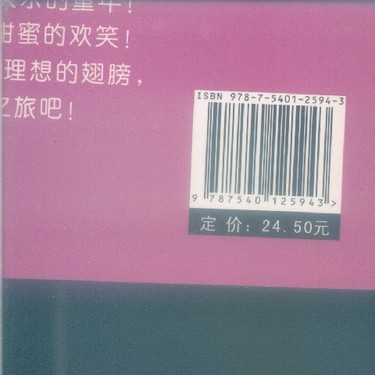 的童年！
甜蜜的欢笑！
理想的翅膀，
之旅吧！
ISBN 978-7-5401-2594-3
9 787540 125943 >
定 价：24.50元